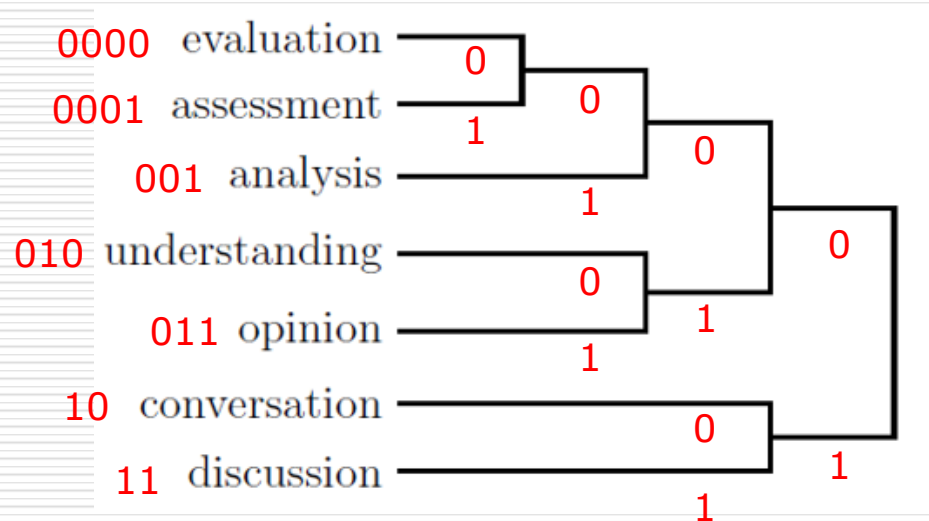 0000 evaluation
0
0001 assessment
0
1
0
001 analysis
1
010 understanding
0
0
011 opinion
1
1
10 conversation
0
11 discussion
1
1